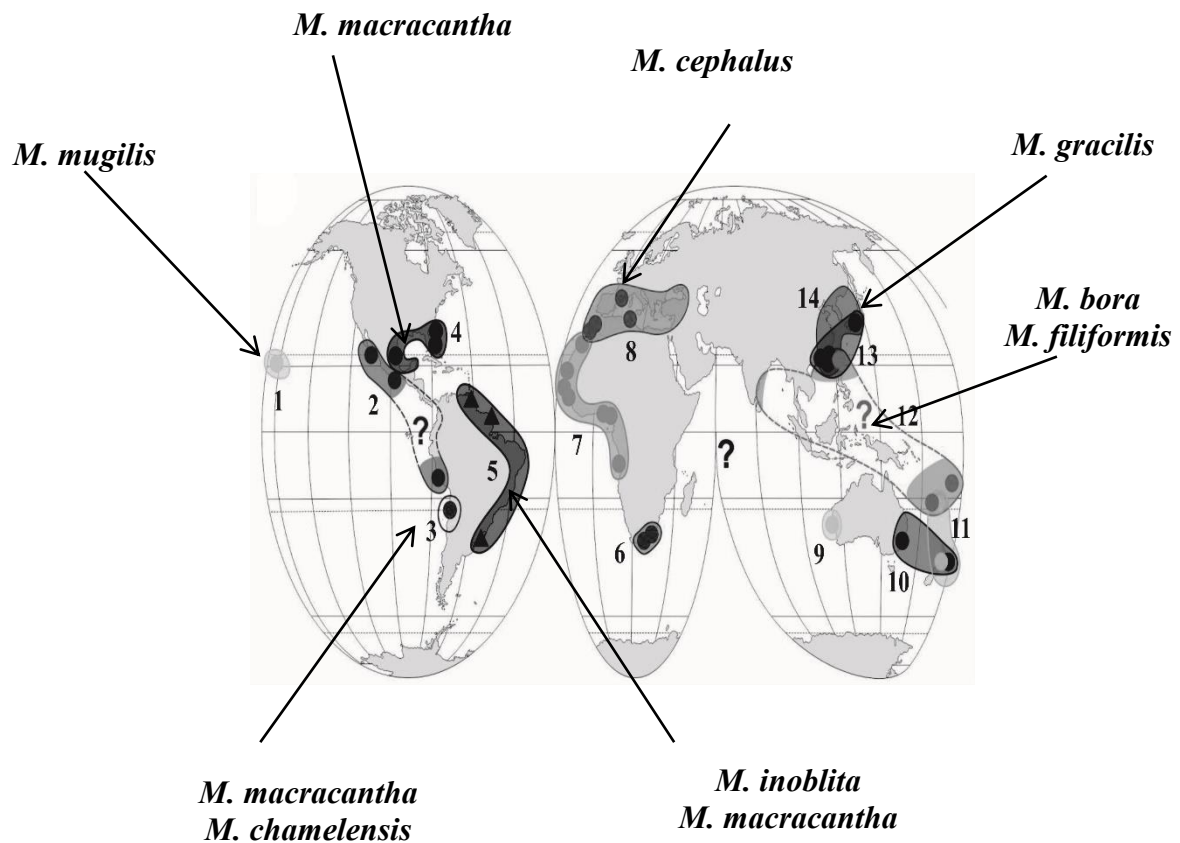 M. macracantha
M. cephalus
M. mugilis
M. gracilis
M. bora
M. filiformis
14
4
13
8
1
2
12
?
?
7
?
5
11
3
6
9
10
M. macracantha
M. chamelensis
M. inoblita
M. macracantha